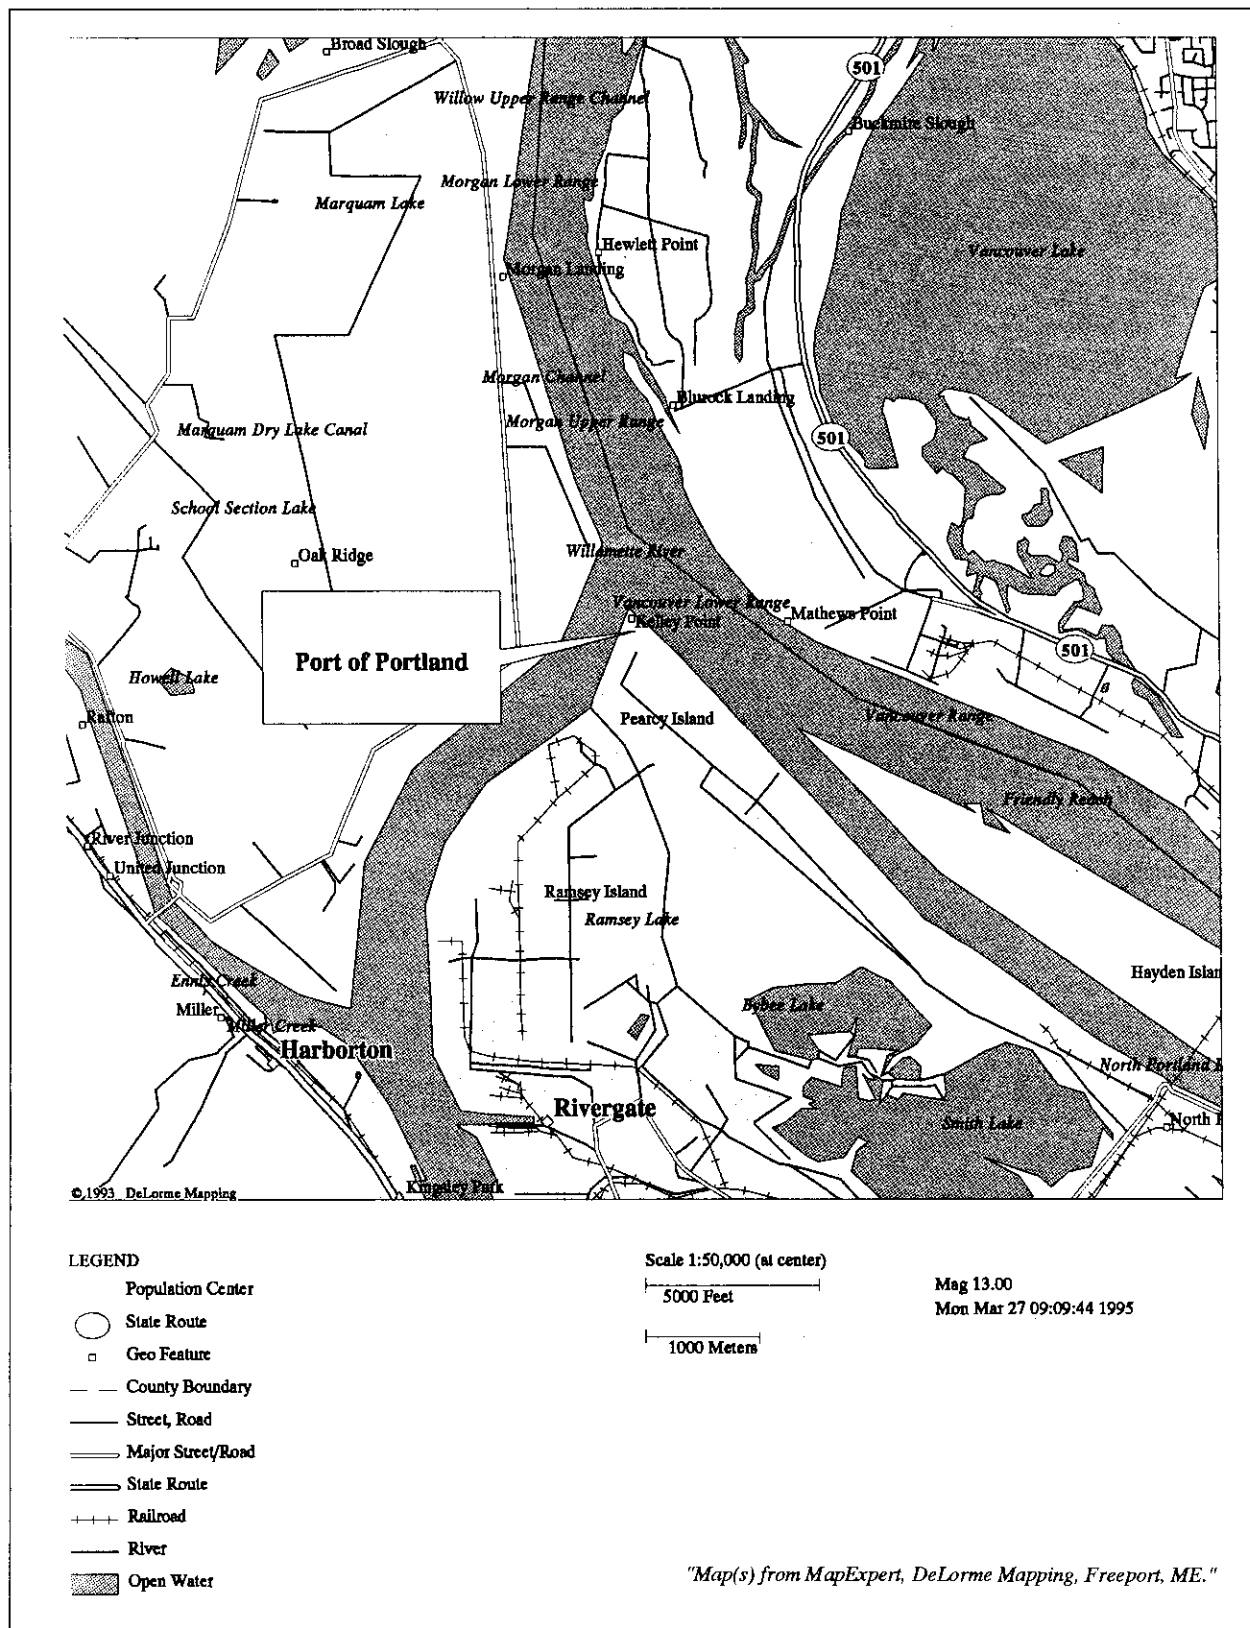 Broad Slough
501
Willow Upper Range Channel
Buckmire Slough
Morgan Lower Range
Marquam Lake
Hewlett Point
Vancouver Lake
Morgan Landing
Morgan Channel
Blurock Landing
Morgan Upper Range
Marquam Dry Lake Canal
501
School Section Lake
Oak Ridge
Willamette River
Vancouver Lower Range
Mathews Point
Kelley Point
501
Port of Portland
Howell Lake
Rafton
Pearcy Island
Vancouver Range
Friendly Reach
River Junction
United Junction
Ramsey Island
Ramsey Lake
Hayden Islan
Ennis Creek
Bybee Lake
Miller
Miller Creek
Harborton
North Portland
Rivergate
Smith Lake
North
Kingsley Park
© 1993 DeLorme Mapping
LEGEND
Population Center
State Route
Geo Feature
County Boundary
Street, Road
Major Street/Road
State Route
Railroad
River
Open Water
Scale 1:50,000 (at center)
5000 Feet
1000 Meters
Mag 13.00
Mon Mar 27 09:09:44 1995
"Map(s) from MapExpert, DeLorme Mapping, Freeport, ME."